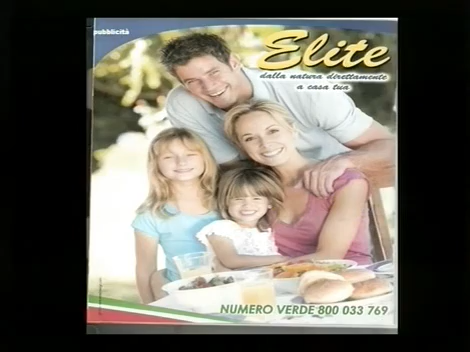 pubblicità
Elite
dalla natura direttamente
a casa tua
NUMERO VERDE 800 033 769